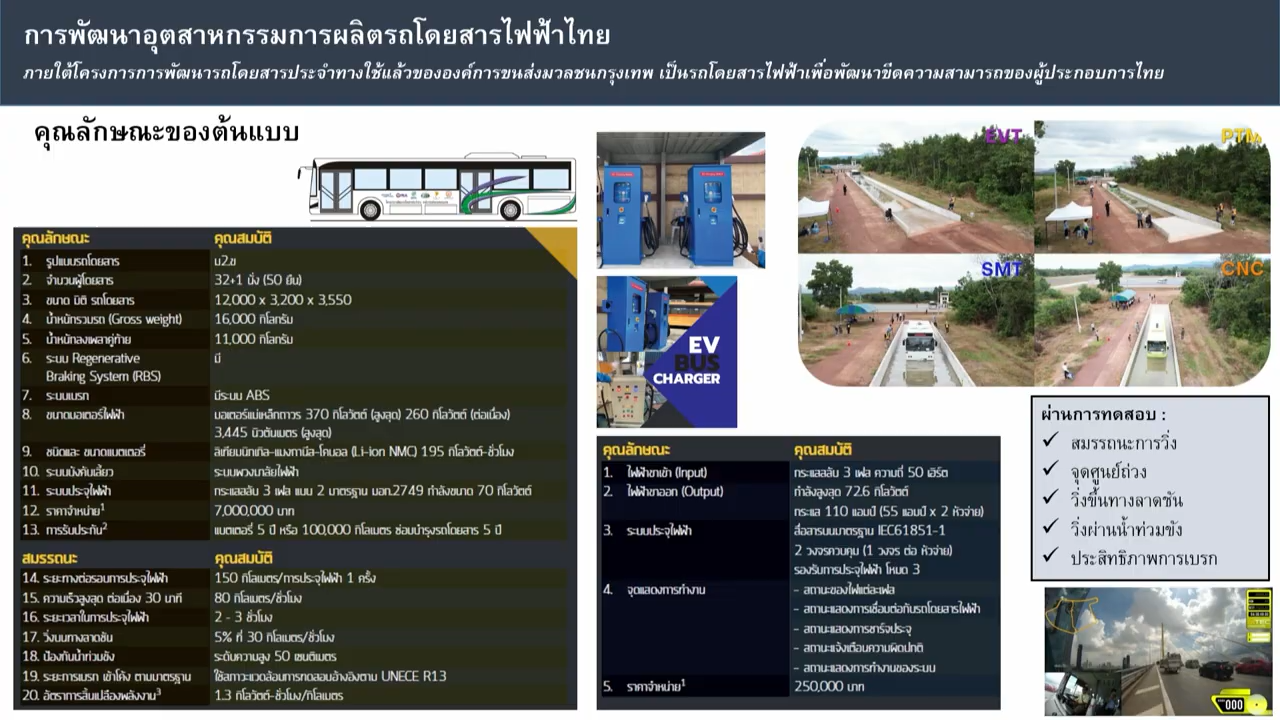 การพัฒนาอุตสาหกรรมการผลิตรถโดยสารไฟฟ้าไทย
ภายใต้โครงการการพัฒนารถโดยสารประจำทางใช้แล้วขององค์การขนส่งมวลชนกรุงเทพ เป็นรถโดยสารไฟฟ้าเพื่อพัฒนาขีดความสามารถของผู้ประกอบการไทย
คุณลักษณะของต้นแบบ
คุณลักษณะ คุณสมบัติ
1. รูปแบบรถโดยสาร ม2.ข
2. จำนวนผู้โดยสาร 32+1 นั่ง (50 ยืน)
3. ขนาด มิติ รถโดยสาร 12,000 x 3,200 x 3,550
4. น้ำหนักรวมรถ (Gross weight) 16,000 กิโลกรัม
5. น้ำหนักลงเพลาคู่ท้าย 11,000 กิโลกรัม
6. ระบบ Regenerative มี
Braking System (RBS)
7. ระบบเบรก มีระบบ ABS
8. ขนาดมอเตอร์ไฟฟ้า มอเตอร์แม่เหล็กถาวร 370 กิโลวัตต์ (สูงสุด) 260 กิโลวัตต์ (ต่อเนื่อง)
3,445 นิวตันเมตร (สูงสุด)
9. ชนิดและ ขนาดแบตเตอรี่ ลิเทียมนิกเกิล-แมงกานีส-โคบอล (Li-ion NMC) 195 กิโลวัตต์-ชั่วโมง
10. ระบบบังคับเลี้ยว ระบบพวงมาลัยไฟฟ้า
11. ระบบประจุไฟฟ้า กระแสสลับ 3 เฟส แบบ 2 มาตรฐาน มอก.2749 กำลังขนาด 70 กิโลวัตต์
12. ราคาจำหน่าย¹ 7,000,000 บาท
13. การรับประกัน² แบตเตอรี่ 5 ปี หรือ 100,000 กิโลเมตร ซ่อมบำรุงรถโดยสาร 5 ปี
สมรรถนะ คุณสมบัติ
14. ระยะทางต่อรอบการประจุไฟฟ้า 150 กิโลเมตร/การประจุไฟฟ้า 1 ครั้ง
15. ความเร็วสูงสุด ต่อเนื่อง 30 นาที 80 กิโลเมตร/ชั่วโมง
16. ระยะเวลาในการประจุไฟฟ้า 2 - 3 ชั่วโมง
17. วิ่งบนทางลาดชัน 5% ที่ 30 กิโลเมตร/ชั่วโมง
18. ป้องกันน้ำท่วมขัง ระดับความสูง 50 เซนติเมตร
19. ระยะการเบรก เข้าโค้ง ตามมาตรฐาน ใช้สภาวะแวดล้อมการทดสอบอ้างอิงตาม UNECE R13
20. อัตราการสิ้นเปลืองพลังงาน³ 1.3 กิโลวัตต์-ชั่วโมง/กิโลเมตร
EV
BUS
CHARGER
คุณลักษณะ คุณสมบัติ
1. ไฟฟ้าขาเข้า (Input) กระแสสลับ 3 เฟส ความถี่ 50 เฮิร์ต
2. ไฟฟ้าขาออก (Output) กำลังสูงสุด 72.6 กิโลวัตต์
กระแส 110 แอมป์ (55 แอมป์ x 2 หัวจ่าย)
3. ระบบประจุไฟฟ้า สื่อสารบนมาตรฐาน IEC61851-1
2 วงจรควบคุม (1 วงจร ต่อ หัวจ่าย)
รองรับการประจุไฟฟ้า โหมด 3
4. จุดแสดงการทำงาน – สถานะของไฟแต่ละเฟส
– สถานะแสดงการเชื่อมต่อกับรถโดยสารไฟฟ้า
– สถานะแสดงการชาร์จประจุ
– สถานะแจ้งเตือนความผิดปกติ
– สถานะแสดงการทำงานของระบบ
5. ราคาจำหน่าย¹ 250,000 บาท
EVT
PTM
SMT
CNC
ผ่านการทดสอบ :
✓ สมรรถนะการวิ่ง
✓ จุดศูนย์ถ่วง
✓ วิ่งขึ้นทางลาดชัน
✓ วิ่งผ่านน้ำท่วมขัง
✓ ประสิทธิภาพการเบรก
000